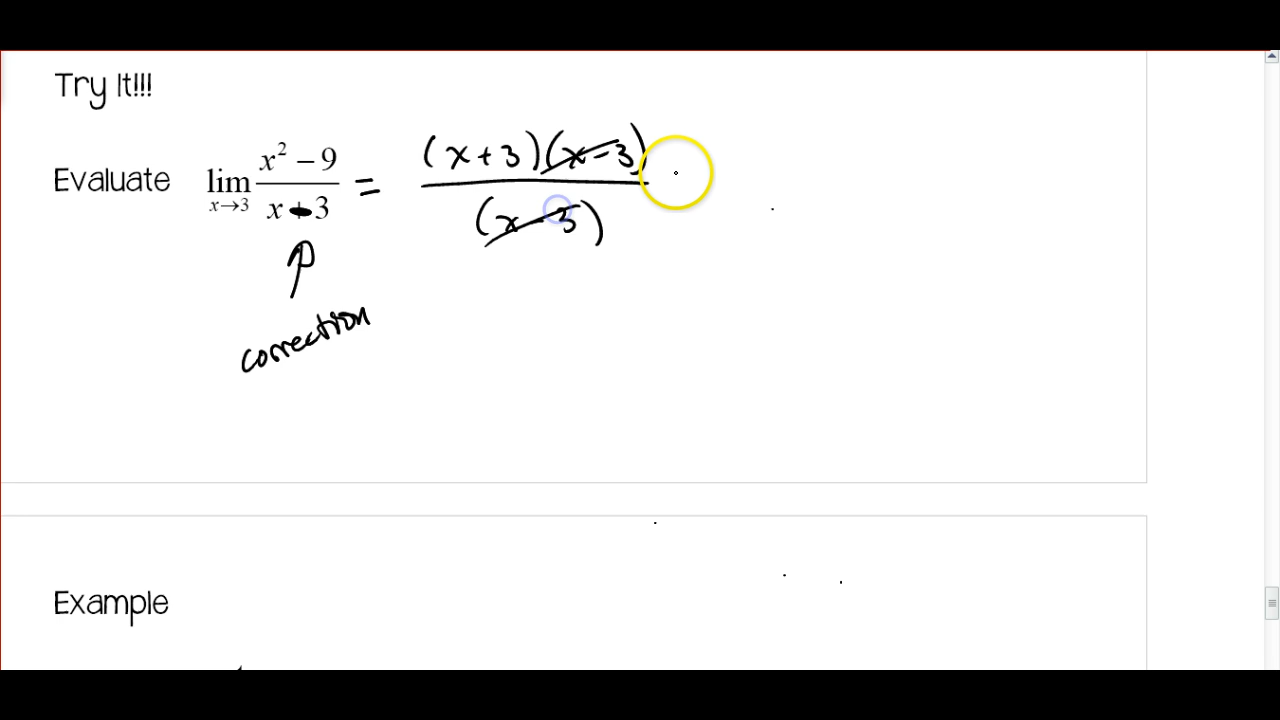 Try It!!!
Evaluate lim x→3 x² – 9 / x - 3 = (x + 3)(x - 3) / (x - 3)
correction
Example